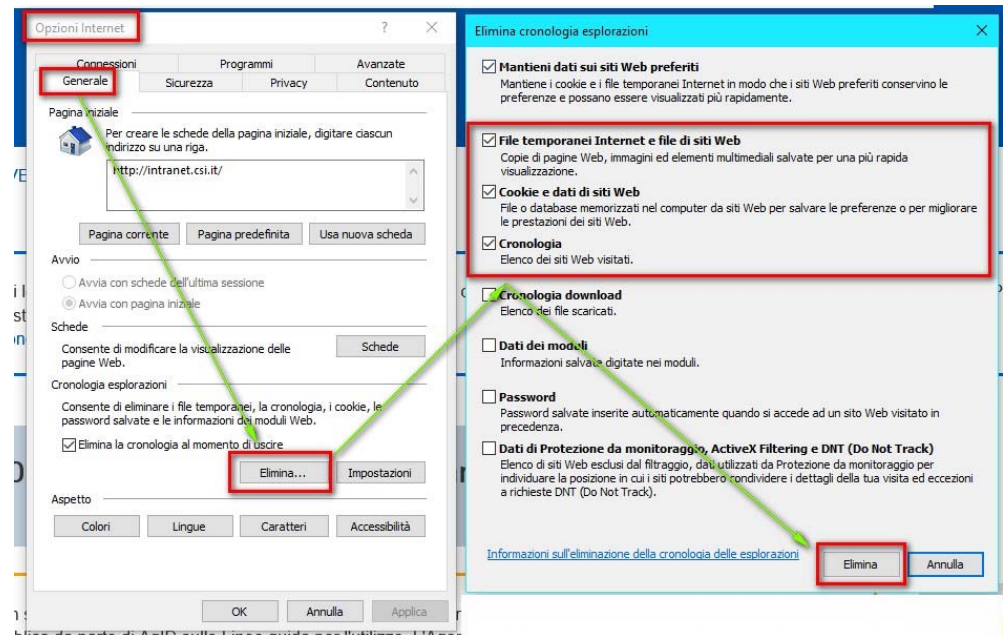 Opzioni Internet
Connessioni Programmi Avanzate
Generale Sicurezza Privacy Contenuto
Pagina iniziale
Per creare le schede della pagina iniziale, digitare ciascun
indirizzo su una riga.
http://intranet.csi.it/
Pagina corrente Pagina predefinita Usa nuova scheda
Avvio
Avvia con schede dell'ultima sessione
Avvia con pagina iniziale
Schede
Consente di modificare la visualizzazione delle
pagine Web.
Schede
Cronologia esplorazioni
Consente di eliminare i file temporanei, la cronologia, i cookie, le
password salvate e le informazioni dei moduli Web.
Elimina la cronologia al momento di uscire
Elimina... Impostazioni
Aspetto
Colori Lingue Caratteri Accessibilità
OK Annulla Applica
Elimina cronologia esplorazioni
Mantieni dati sui siti Web preferiti
Mantiene i cookie e i file temporanei Internet in modo che i siti Web preferiti conservino le
preferenze e possano essere visualizzati più rapidamente.
File temporanei Internet e file di siti Web
Copie di pagine Web, immagini ed elementi multimediali salvate per una più rapida
visualizzazione.
Cookie e dati di siti Web
File o database memorizzati nel computer da siti Web per salvare le preferenze o per migliorare
le prestazioni dei siti Web.
Cronologia
Elenco dei siti Web visitati.
Cronologia download
Elenco dei file scaricati.
Dati dei moduli
Informazioni salvate digitate nei moduli.
Password
Password salvate inserite automaticamente quando si accede ad un sito Web visitato in
precedenza.
Dati di Protezione da monitoraggio, ActiveX Filtering e DNT (Do Not Track)
Elenco di siti Web esclusi dal filtraggio, dati utilizzati da Protezione da monitoraggio per
individuare la posizione in cui i siti potrebbero condividere i dettagli della tua visita ed eccezioni
a richieste DNT (Do Not Track).
Informazioni sull'eliminazione della cronologia delle esplorazioni
Elimina Annulla